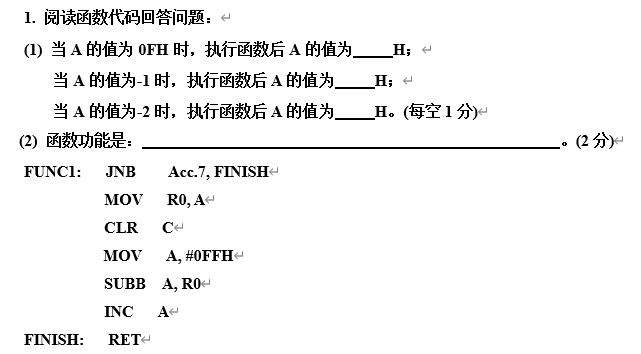 1. 阅读函数代码回答问题：↵
(1) 当 A 的值为 0FH 时，执行函数后 A 的值为_____H；↵
当 A 的值为-1 时，执行函数后 A 的值为_____H；↵
当 A 的值为-2 时，执行函数后 A 的值为_____H。(每空 1 分)↵
(2) 函数功能是：____________________________________________________。(2 分)↵
FUNC1: JNB Acc.7, FINISH↵
MOV R0, A↵
CLR C↵
MOV A, #0FFH↵
SUBB A, R0↵
INC A↵
FINISH: RET↵